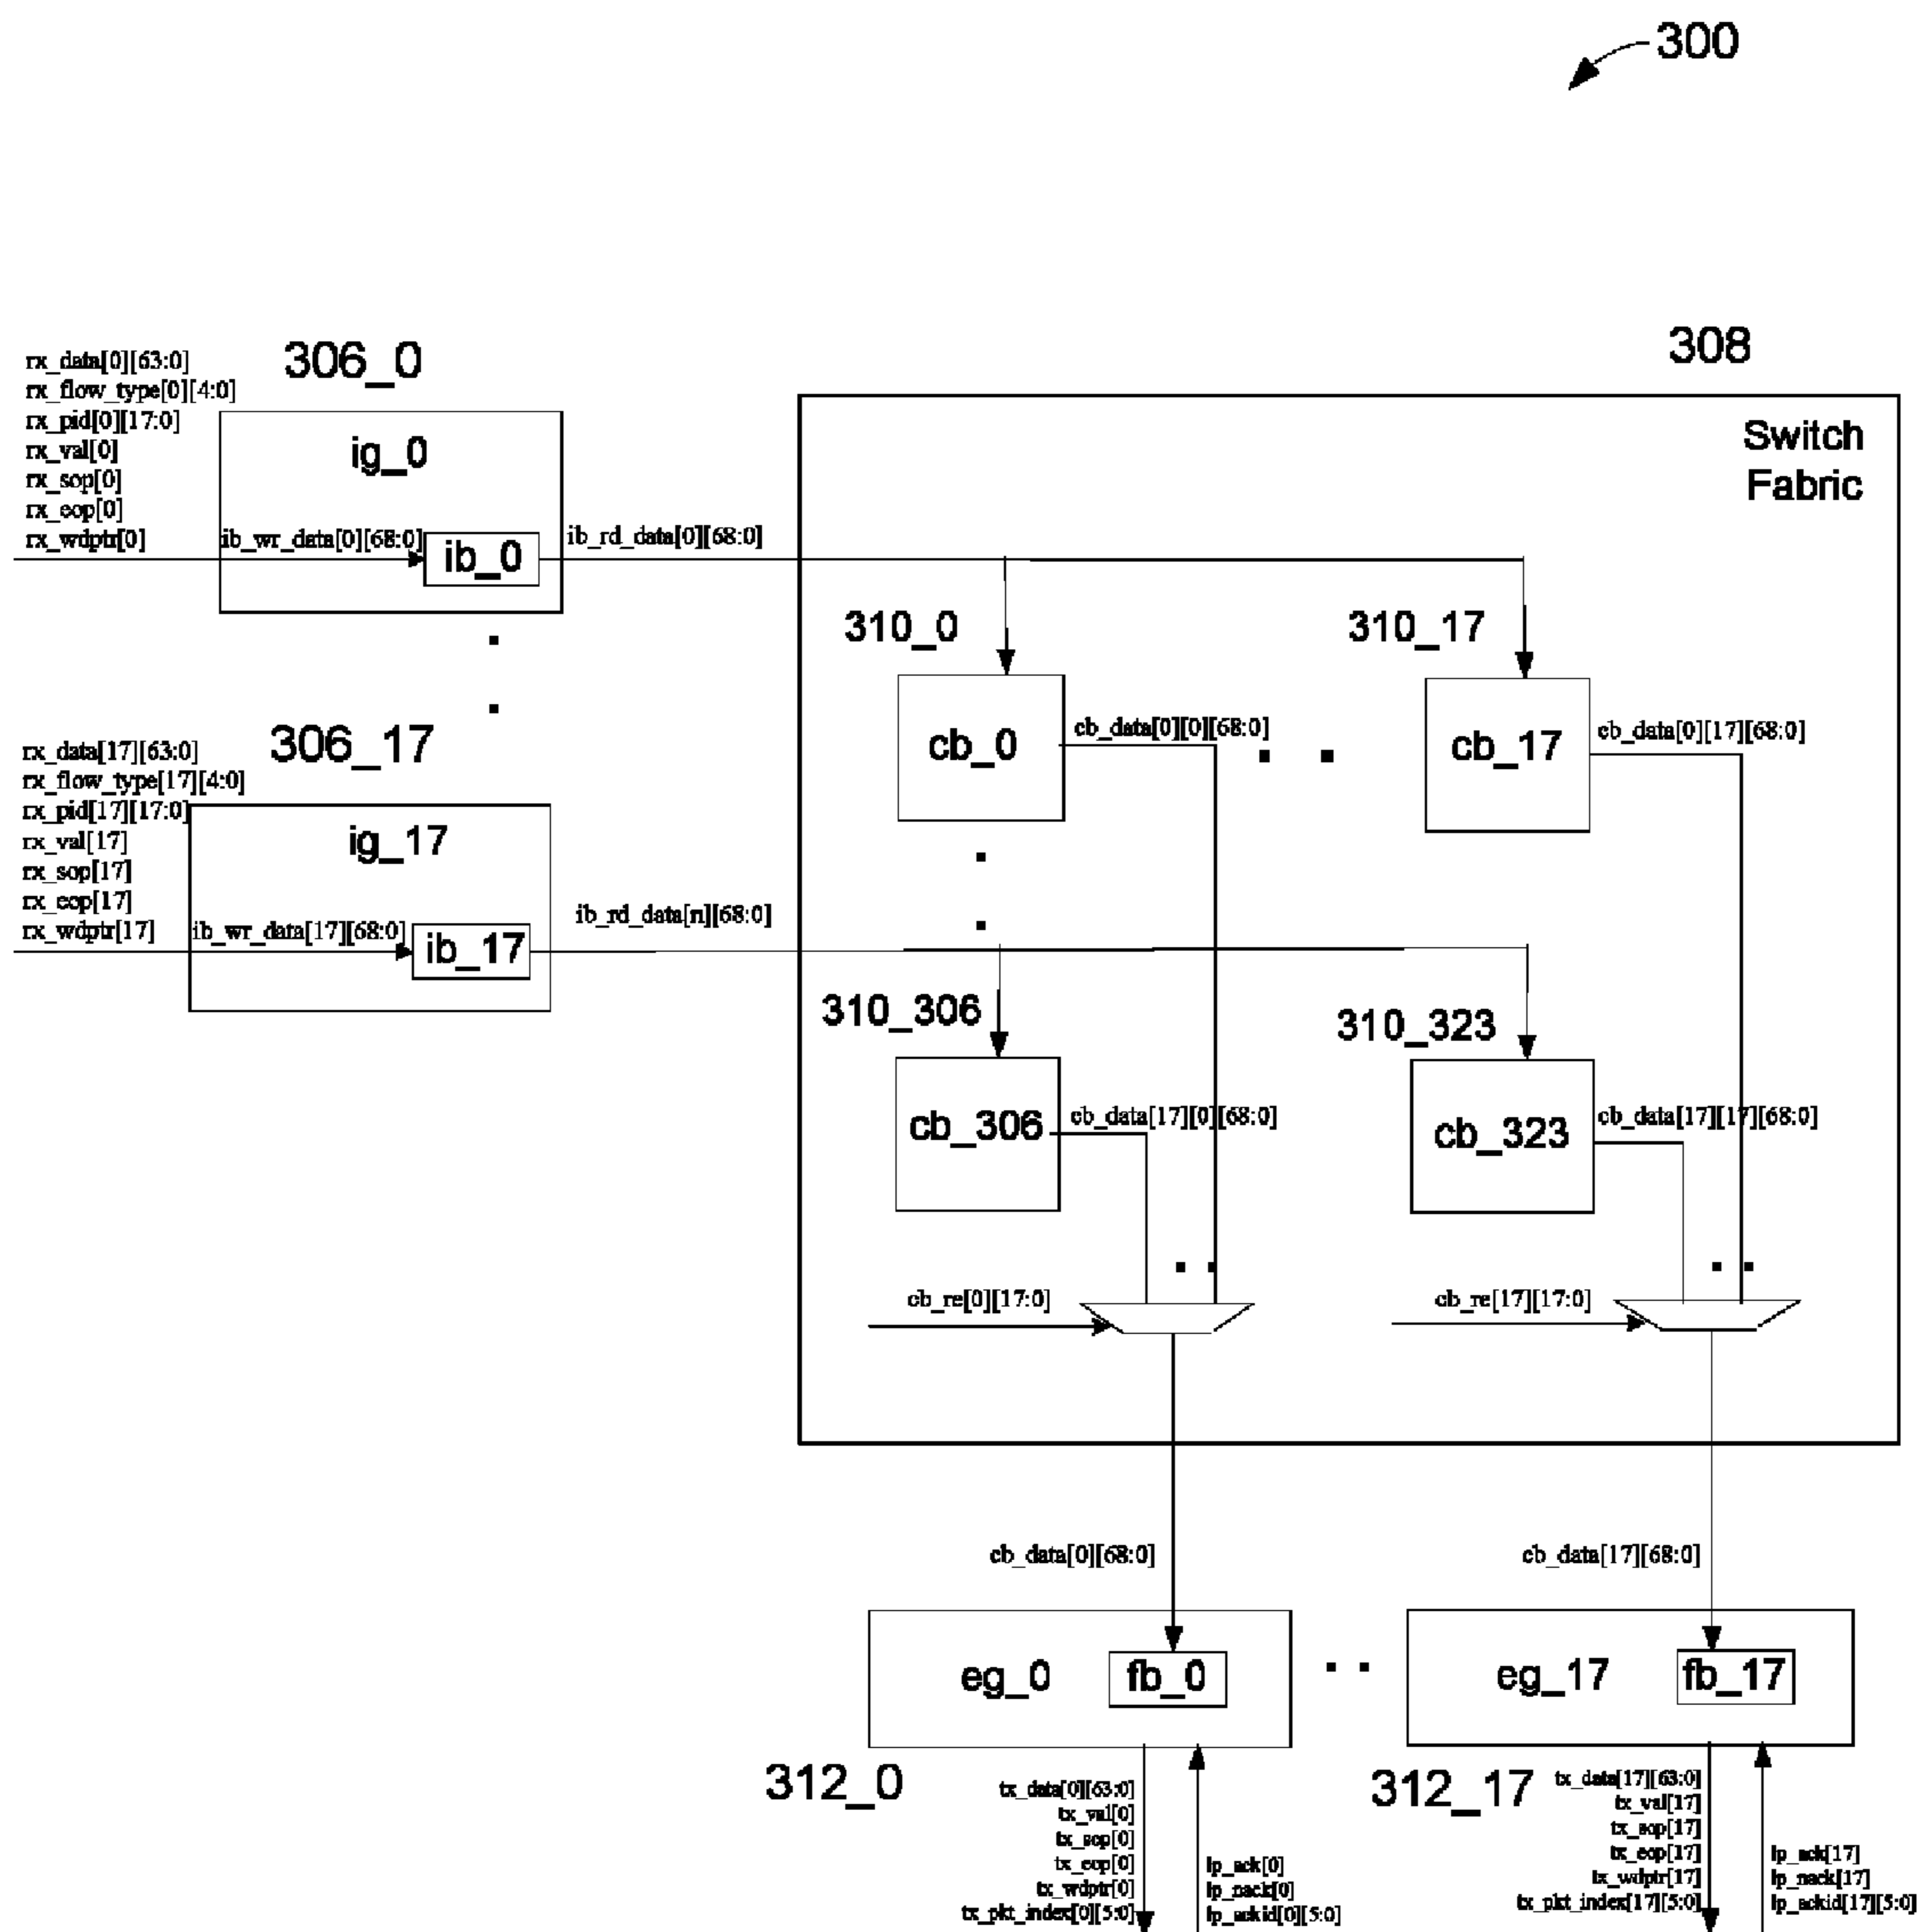 300
306_0
308
rx_data[0][63:0]
rx_flow_type[0][4:0]
rx_pid[0][17:0]
rx_val[0]
rx_sop[0]
rx_eop[0]
rx_wdptr[0]
ig_0
ib_wr_data[0][68:0]
ib_0
ib_rd_data[0][68:0]
Switch
Fabric
310_0
310_17
cb_0
cb_data[0][0][68:0]
cb_17
cb_data[0][17][68:0]
306_17
rx_data[17][63:0]
rx_flow_type[17][4:0]
rx_pid[17][17:0]
rx_val[17]
rx_sop[17]
rx_eop[17]
rx_wdptr[17]
ig_17
ib_wr_data[17][68:0]
ib_17
ib_rd_data[n][68:0]
310_306
310_323
cb_306
cb_data[17][0][68:0]
cb_323
cb_data[17][17][68:0]
cb_re[0][17:0]
cb_re[17][17:0]
cb_data[0][68:0]
cb_data[17][68:0]
eg_0
fb_0
eg_17
fb_17
312_0
tx_data[0][63:0]
tx_val[0]
tx_sop[0]
tx_eop[0]
tx_wdptr[0]
tx_pkt_index[0][5:0]
lp_ack[0]
lp_nack[0]
lp_ackid[0][5:0]
312_17
tx_data[17][63:0]
tx_val[17]
tx_sop[17]
tx_eop[17]
tx_wdptr[17]
tx_pkt_index[17][5:0]
lp_ack[17]
lp_nack[17]
lp_ackid[17][5:0]